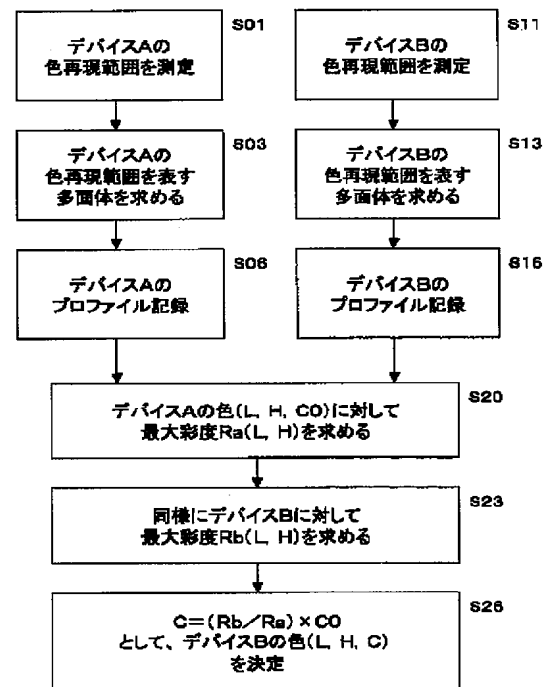 S01
デバイスAの
色再現範囲を測定
S11
デバイスBの
色再現範囲を測定
S03
デバイスAの
色再現範囲を表す
多面体を求める
S13
デバイスBの
色再現範囲を表す
多面体を求める
S06
デバイスAの
プロファイル記録
S16
デバイスBの
プロファイル記録
S20
デバイスAの色(L, H, C0)に対して
最大彩度Ra(L, H)を求める
S23
同様にデバイスBに対して
最大彩度Rb(L, H)を求める
S26
C=(Rb/Ra)×C0
として、デバイスBの色(L, H, C)
を決定